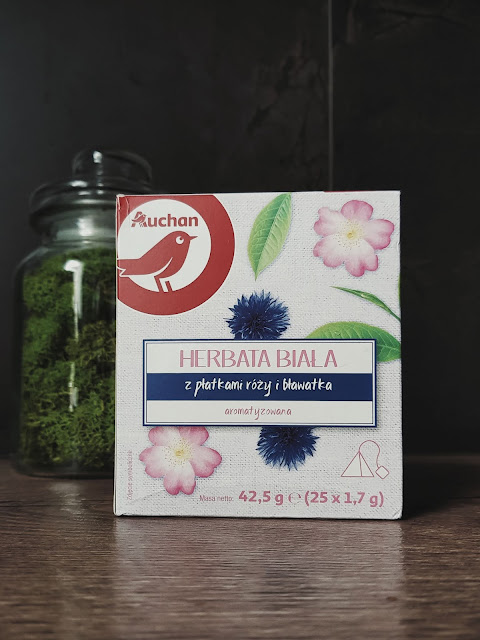 Auchan
HERBATA BIAŁA
z płatkami róży i bławatka
aromatyzowana
Masa netto: 42,5 g ℮ (25 x 1,7 g)